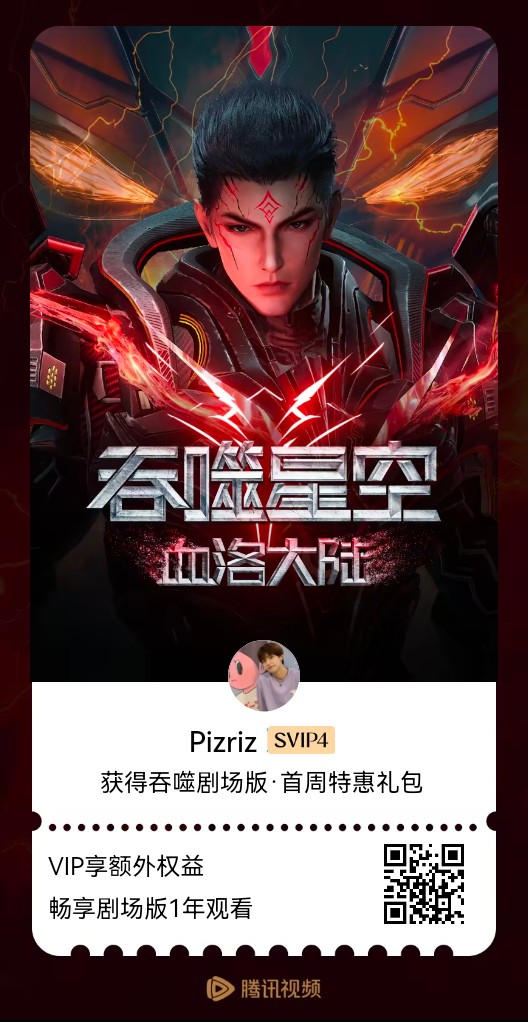 吞噬星空
血洛大陆
Pizriz SVIP4
获得吞噬剧场版·首周特惠礼包
VIP享额外权益
畅享剧场版1年观看
腾讯视频